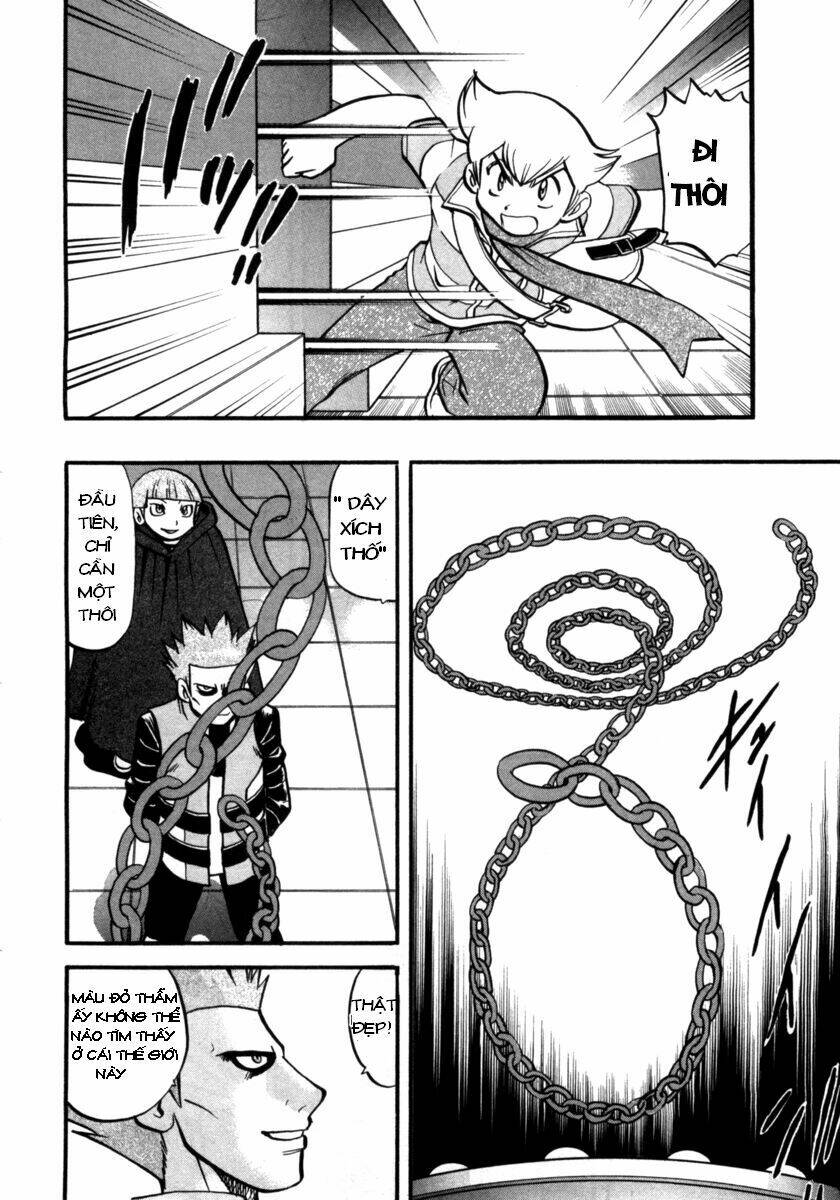 ĐI
THÔI
" DÂY
XÍCH
THỐ"
ĐẦU
TIÊN,
CHỈ
CẦN
MỘT
THÔI
THẬT
ĐẸP!
MÀU ĐỎ THẨM
ẤY KHÔNG THỂ
NÀO TÌM THẤY
Ở CÁI THẾ GIỚI
NÀY